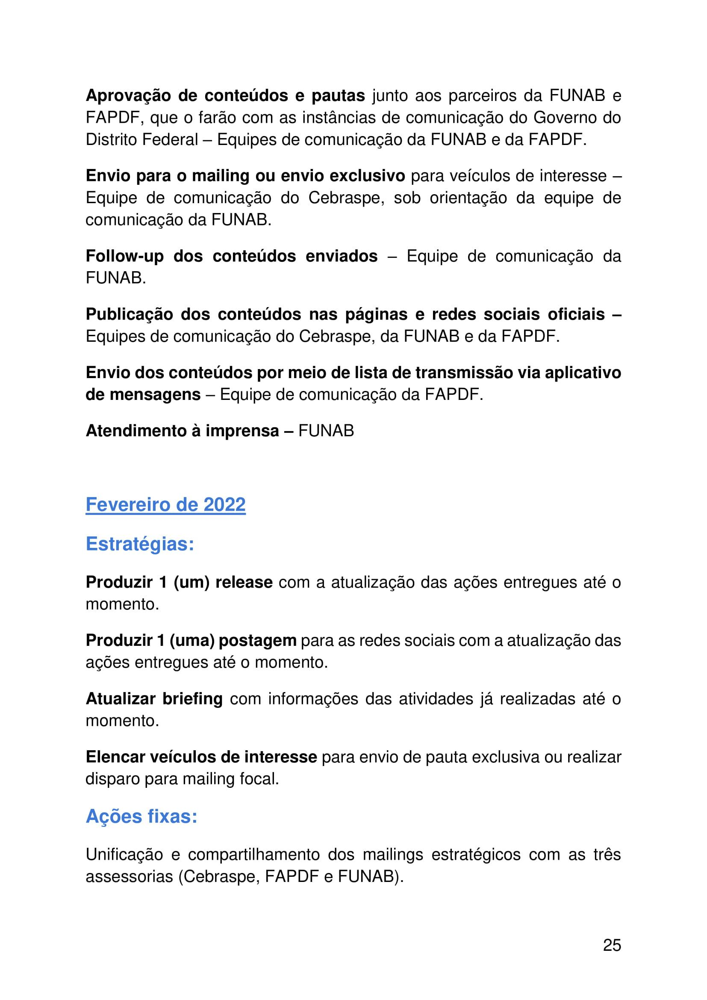 Aprovação de conteúdos e pautas junto aos parceiros da FUNAB e
FAPDF, que o farão com as instâncias de comunicação do Governo do
Distrito Federal – Equipes de comunicação da FUNAB e da FAPDF.
Envio para o mailing ou envio exclusivo para veículos de interesse –
Equipe de comunicação do Cebraspe, sob orientação da equipe de
comunicação da FUNAB.
Follow-up dos conteúdos enviados – Equipe de comunicação da
FUNAB.
Publicação dos conteúdos nas páginas e redes sociais oficiais –
Equipes de comunicação do Cebraspe, da FUNAB e da FAPDF.
Envio dos conteúdos por meio de lista de transmissão via aplicativo
de mensagens – Equipe de comunicação da FAPDF.
Atendimento à imprensa – FUNAB
Fevereiro de 2022
Estratégias:
Produzir 1 (um) release com a atualização das ações entregues até o
momento.
Produzir 1 (uma) postagem para as redes sociais com a atualização das
ações entregues até o momento.
Atualizar briefing com informações das atividades já realizadas até o
momento.
Elencar veículos de interesse para envio de pauta exclusiva ou realizar
disparo para mailing focal.
Ações fixas:
Unificação e compartilhamento dos mailings estratégicos com as três
assessorias (Cebraspe, FAPDF e FUNAB).
25